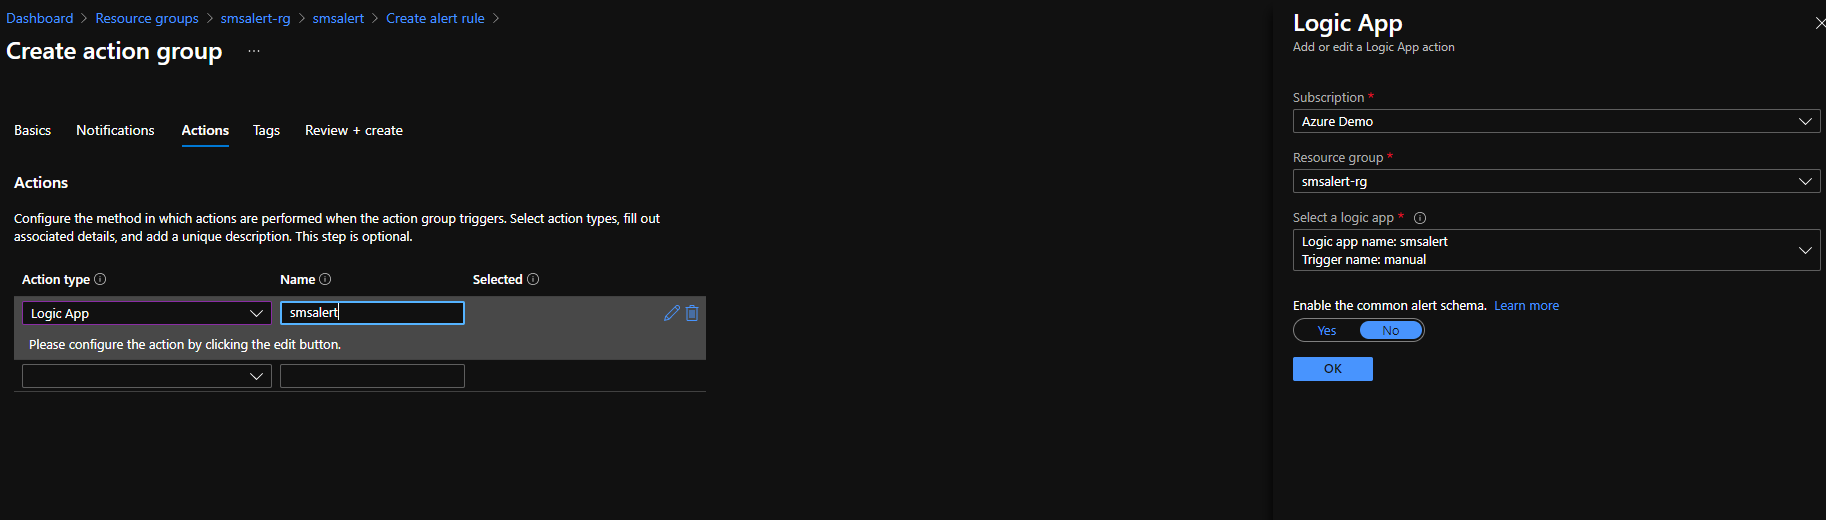 Dashboard > Resource groups > smsalert-rg > smsalert > Create alert rule >
Create action group ...
Basics Notifications Actions Tags Review + create
Actions
Configure the method in which actions are performed when the action group triggers. Select action types, fill out
associated details, and add a unique description. This step is optional.
Action type Name Selected
Logic App smsalert
Please configure the action by clicking the edit button.
Logic App
Add or edit a Logic App action
Subscription *
Azure Demo
Resource group *
smsalert-rg
Select a logic app *
Logic app name: smsalert
Trigger name: manual
Enable the common alert schema. Learn more
Yes No
OK